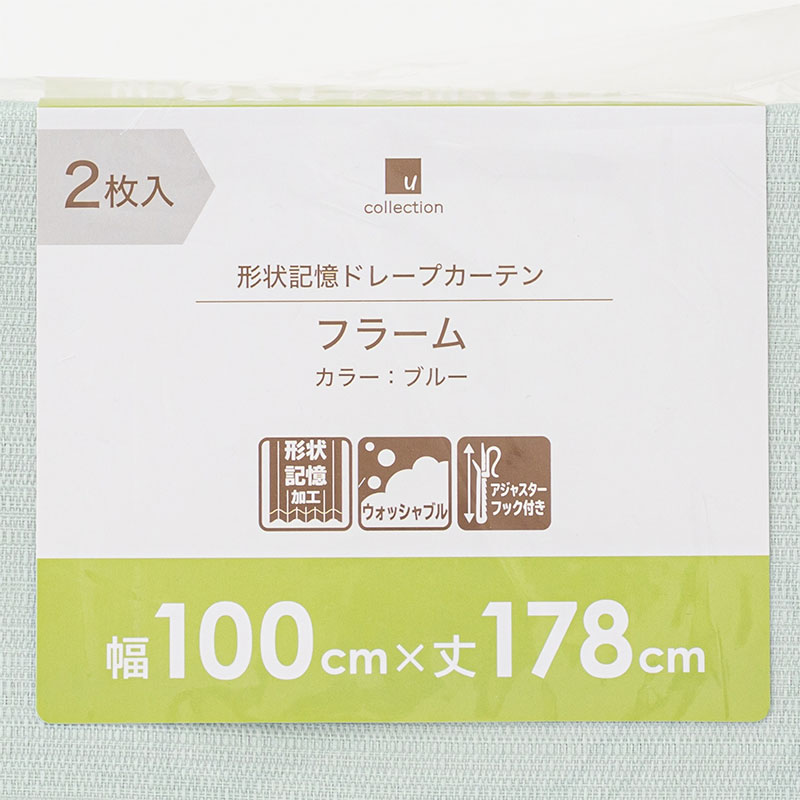 2枚入
u
collection
形状記憶ドレープカーテン
フラーム
カラー：ブルー
形状
記憶
加工
ウォッシャブル
アジャスター
フック付き
幅100cm×丈178cm